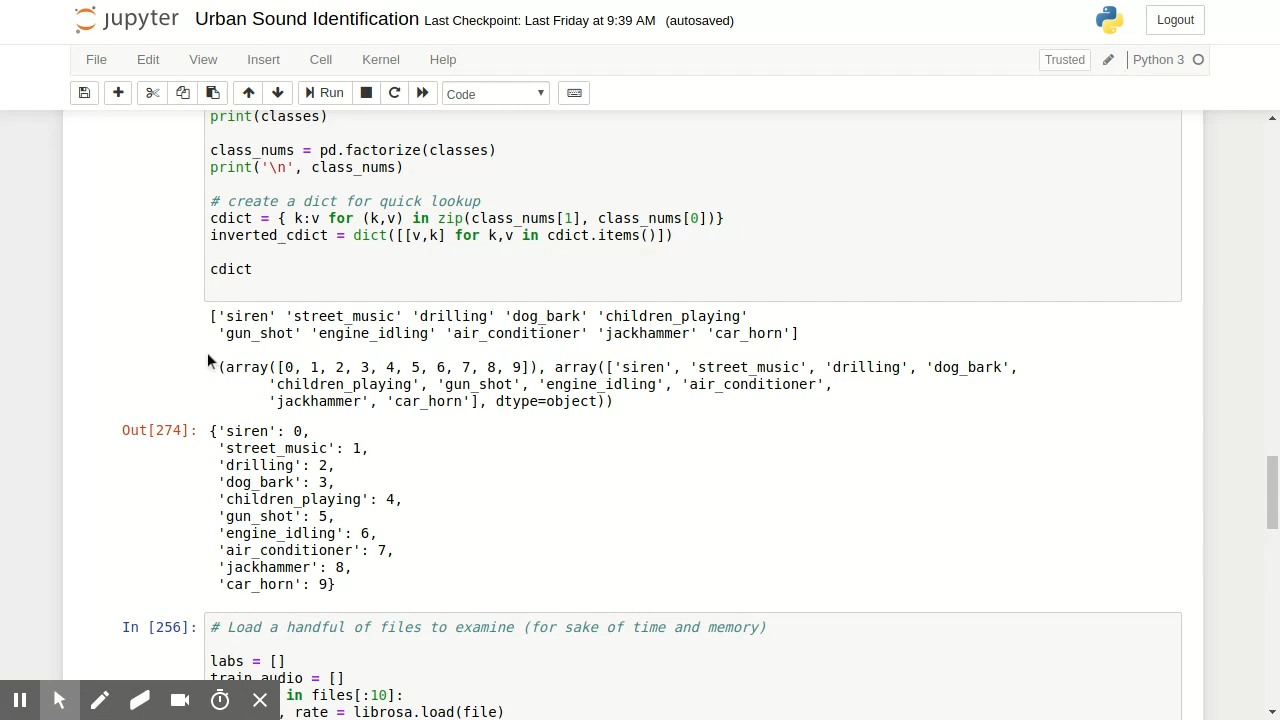 jupyter Urban Sound Identification Last Checkpoint: Last Friday at 9:39 AM (autosaved) Logout
File Edit View Insert Cell Kernel Help Trusted Python 3
Run Code
print(classes)
class_nums = pd.factorize(classes)
print('\n', class_nums)
# create a dict for quick lookup
cdict = { k:v for (k,v) in zip(class_nums[1], class_nums[0])}
inverted_cdict = dict([[v,k] for k,v in cdict.items()])
cdict
['siren' 'street_music' 'drilling' 'dog_bark' 'children_playing'
'gun_shot' 'engine_idling' 'air_conditioner' 'jackhammer' 'car_horn']
(array([0, 1, 2, 3, 4, 5, 6, 7, 8, 9]), array(['siren', 'street_music', 'drilling', 'dog_bark',
'children_playing', 'gun_shot', 'engine_idling', 'air_conditioner',
'jackhammer', 'car_horn'], dtype=object))
Out[274]: {'siren': 0,
'street_music': 1,
'drilling': 2,
'dog_bark': 3,
'children_playing': 4,
'gun_shot': 5,
'engine_idling': 6,
'air_conditioner': 7,
'jackhammer': 8,
'car_horn': 9}
In [256]: # Load a handful of files to examine (for sake of time and memory)
labs = []
train_audio = []
in files[:10]:
, rate = librosa.load(file)